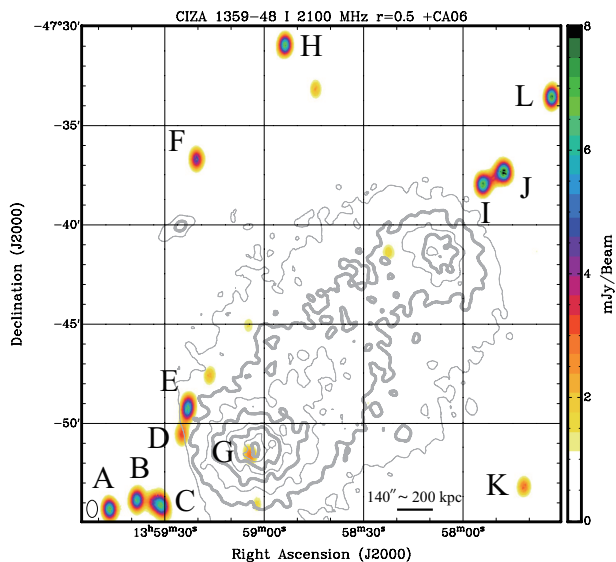 CIZA 1359-48 I 2100 MHz r=0.5 +CA06
-47°30'
8
H
L
-35'
F
6
J
I
-40'
Declination (J2000)
mJy/Beam
4
-45'
E
2
-50'
D
G
K
A
B
C
140" ~ 200 kpc
0
13ʰ59ᵐ30ˢ
59ᵐ00ˢ
58ᵐ30ˢ
58ᵐ00ˢ
Right Ascension (J2000)